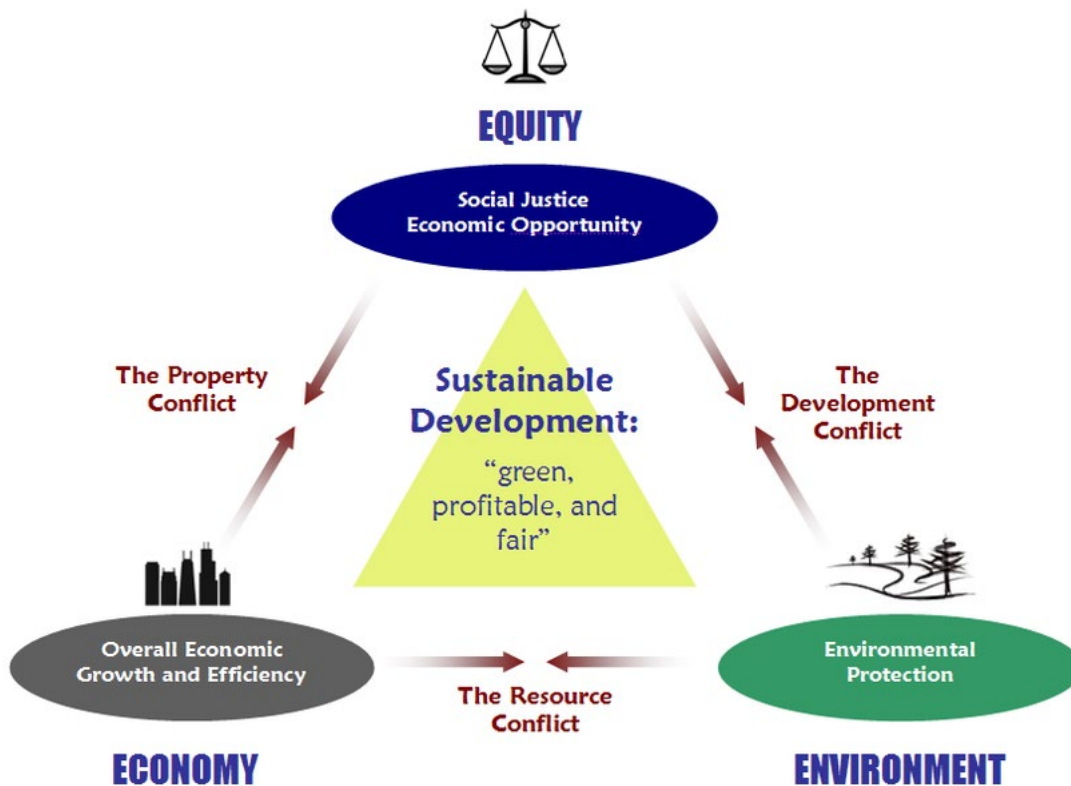 EQUITY
Social Justice
Economic Opportunity
The Property
Conflict
Sustainable
Development:
“green,
profitable, and
fair”
The
Development
Conflict
Overall Economic
Growth and Efficiency
The Resource
Conflict
Environmental
Protection
ECONOMY
ENVIRONMENT